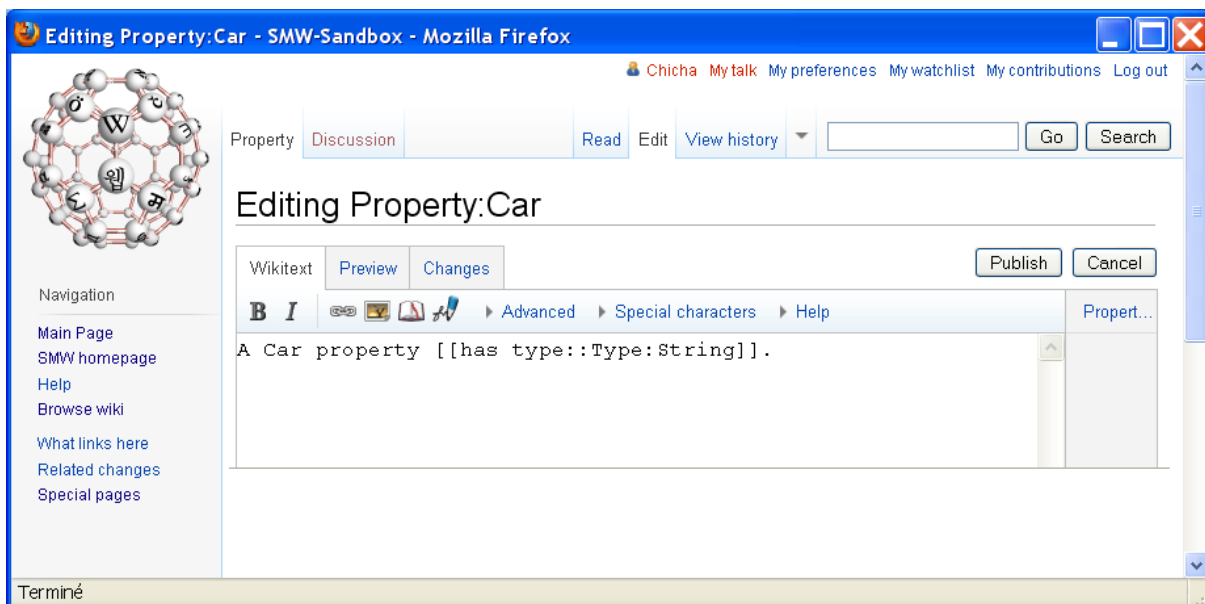 Editing Property:Car - SMW-Sandbox - Mozilla Firefox
Chicha My talk My preferences My watchlist My contributions Log out
Property Discussion Read Edit View history Go Search
Editing Property:Car
Wikitext Preview Changes Publish Cancel
B I Advanced Special characters Help Propert...
A Car property [[has type::Type:String]].
Ö W
웹
म
Navigation
Main Page
SMW homepage
Help
Browse wiki
What links here
Related changes
Special pages
Terminé